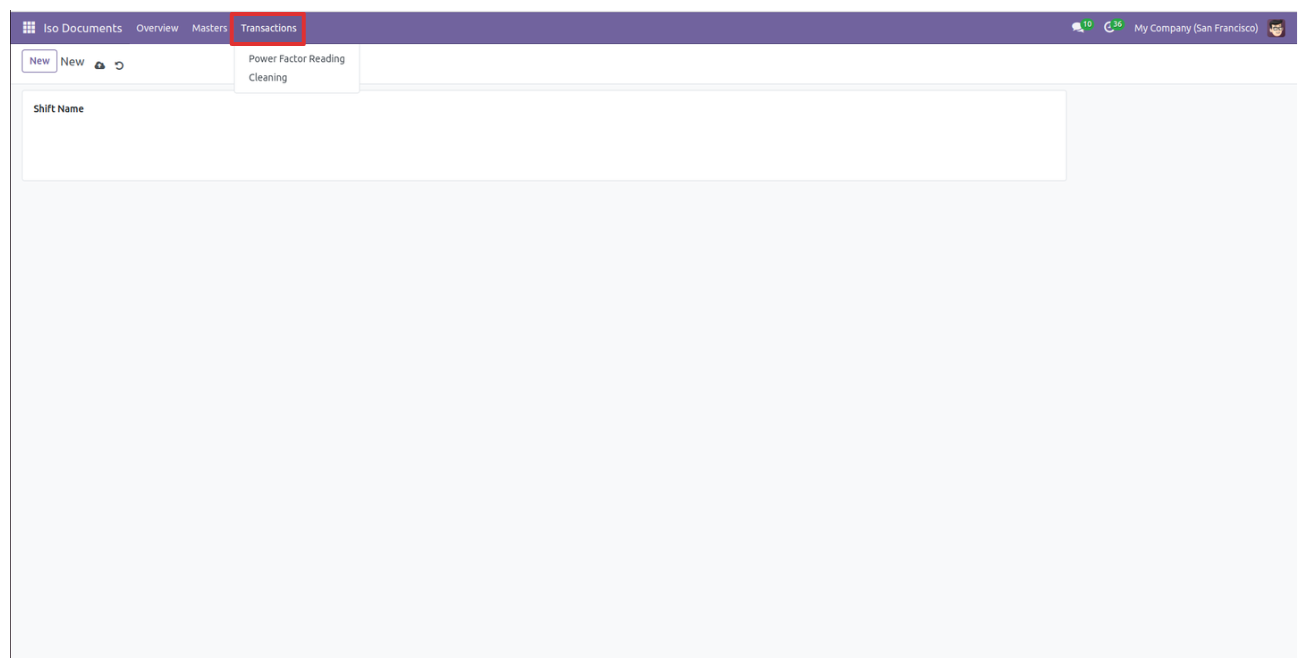 Iso Documents Overview Masters Transactions 10 36 My Company (San Francisco)
New New
Power Factor Reading
Cleaning
Shift Name